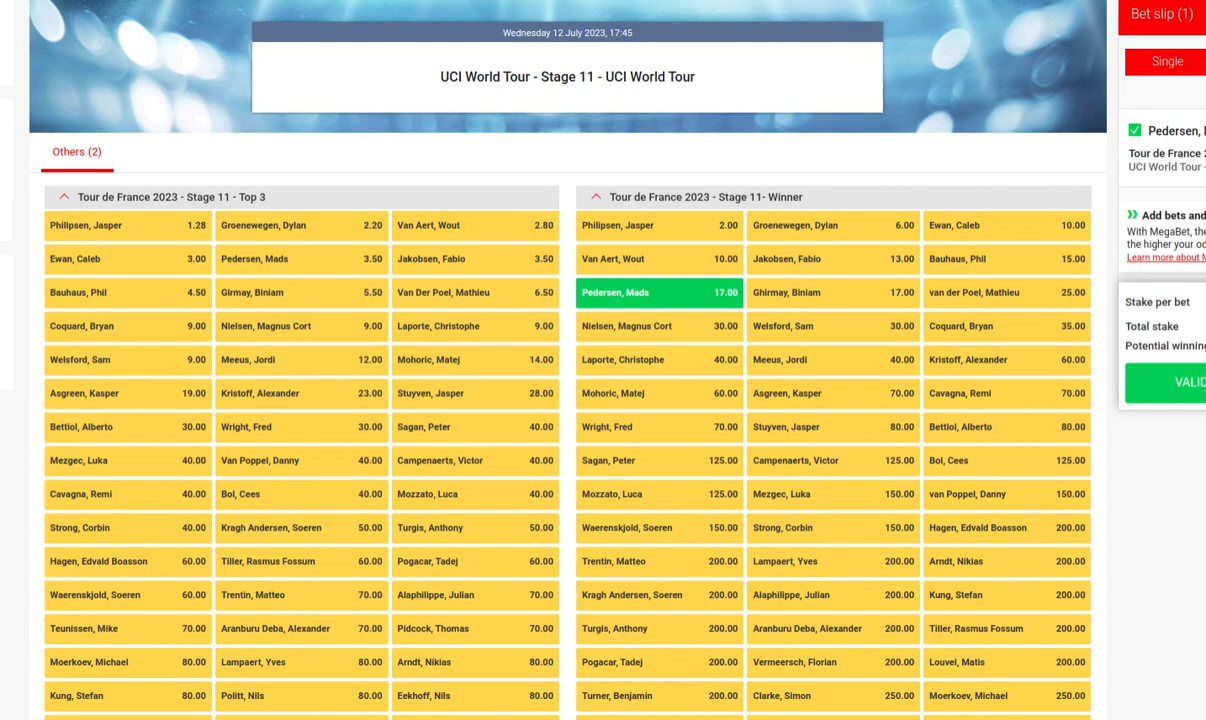 Wednesday 12 July 2023, 17:45
UCI World Tour - Stage 11 - UCI World Tour
Others (2)
Tour de France 2023 - Stage 11 - Top 3
Philipsen, Jasper 1.28 Groenewegen, Dylan 2.20 Van Aert, Wout 2.80
Ewan, Caleb 3.00 Pedersen, Mads 3.50 Jakobsen, Fabio 3.50
Bauhaus, Phil 4.50 Girmay, Biniam 5.50 Van Der Poel, Mathieu 6.50
Coquard, Bryan 9.00 Nielsen, Magnus Cort 9.00 Laporte, Christophe 9.00
Welsford, Sam 9.00 Meeus, Jordi 12.00 Mohoric, Matej 14.00
Asgreen, Kasper 19.00 Kristoff, Alexander 23.00 Stuyven, Jasper 28.00
Bettiol, Alberto 30.00 Wright, Fred 30.00 Sagan, Peter 40.00
Mezgec, Luka 40.00 Van Poppel, Danny 40.00 Campenaerts, Victor 40.00
Cavagna, Remi 40.00 Bol, Cees 40.00 Mozzato, Luca 40.00
Strong, Corbin 40.00 Kragh Andersen, Soeren 50.00 Turgis, Anthony 50.00
Hagen, Edvald Boasson 60.00 Tiller, Rasmus Fossum 60.00 Pogacar, Tadej 60.00
Waerenskjold, Soeren 60.00 Trentin, Matteo 70.00 Alaphilippe, Julian 70.00
Teunissen, Mike 70.00 Aranburu Deba, Alexander 70.00 Pidcock, Thomas 70.00
Moerkoev, Michael 80.00 Lampaert, Yves 80.00 Arndt, Nikias 80.00
Kung, Stefan 80.00 Politt, Nils 80.00 Eekhoff, Nils 80.00
Tour de France 2023 - Stage 11- Winner
Philipsen, Jasper 2.00 Groenewegen, Dylan 6.00 Ewan, Caleb 10.00
Van Aert, Wout 10.00 Jakobsen, Fabio 13.00 Bauhaus, Phil 15.00
Pedersen, Mads 17.00 Ghirmay, Biniam 17.00 van der Poel, Mathieu 25.00
Nielsen, Magnus Cort 30.00 Welsford, Sam 30.00 Coquard, Bryan 35.00
Laporte, Christophe 40.00 Meeus, Jordi 40.00 Kristoff, Alexander 60.00
Mohoric, Matej 60.00 Asgreen, Kasper 70.00 Cavagna, Remi 70.00
Wright, Fred 70.00 Stuyven, Jasper 80.00 Bettiol, Alberto 80.00
Sagan, Peter 125.00 Campenaerts, Victor 125.00 Bol, Cees 125.00
Mozzato, Luca 125.00 Mezgec, Luka 150.00 van Poppel, Danny 150.00
Waerenskjold, Soeren 150.00 Strong, Corbin 150.00 Hagen, Edvald Boasson 200.00
Trentin, Matteo 200.00 Lampaert, Yves 200.00 Arndt, Nikias 200.00
Kragh Andersen, Soeren 200.00 Alaphilippe, Julian 200.00 Kung, Stefan 200.00
Turgis, Anthony 200.00 Aranburu Deba, Alexander 200.00 Tiller, Rasmus Fossum 200.00
Pogacar, Tadej 200.00 Vermeersch, Florian 200.00 Louvel, Matis 200.00
Turner, Benjamin 200.00 Clarke, Simon 250.00 Moerkoev, Michael 250.00
Bet slip (1)
Single
Pedersen,
Tour de France 2
UCI World Tour -
Add bets and
With MegaBet, the
the higher your od
Learn more about M
Stake per bet
Total stake
Potential winning
VALID